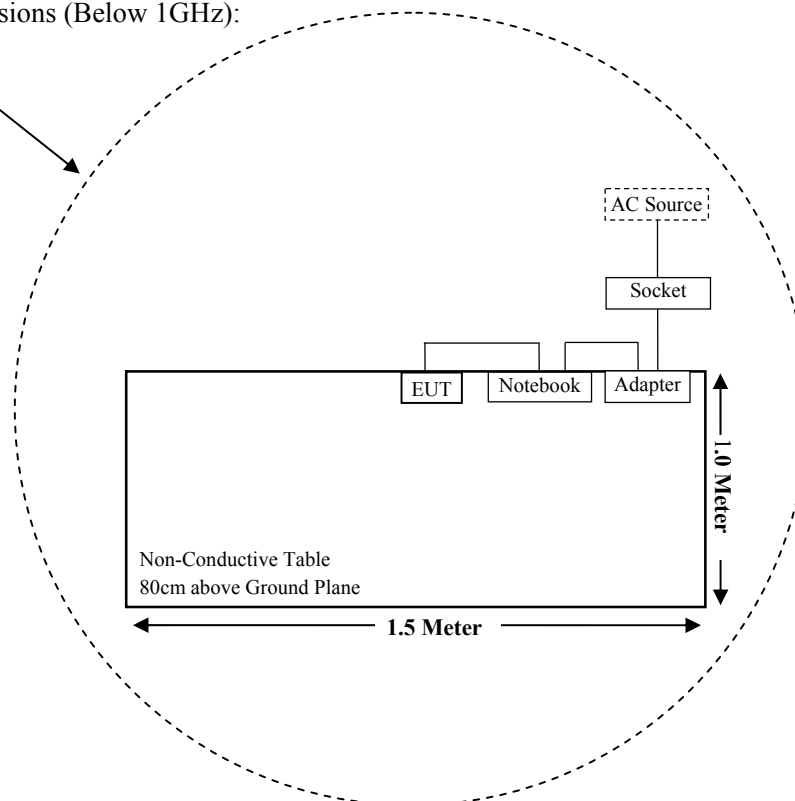 sions (Below 1GHz):
AC Source
Socket
EUT
Notebook
Adapter
1.0 Meter
Non-Conductive Table
80cm above Ground Plane
1.5 Meter